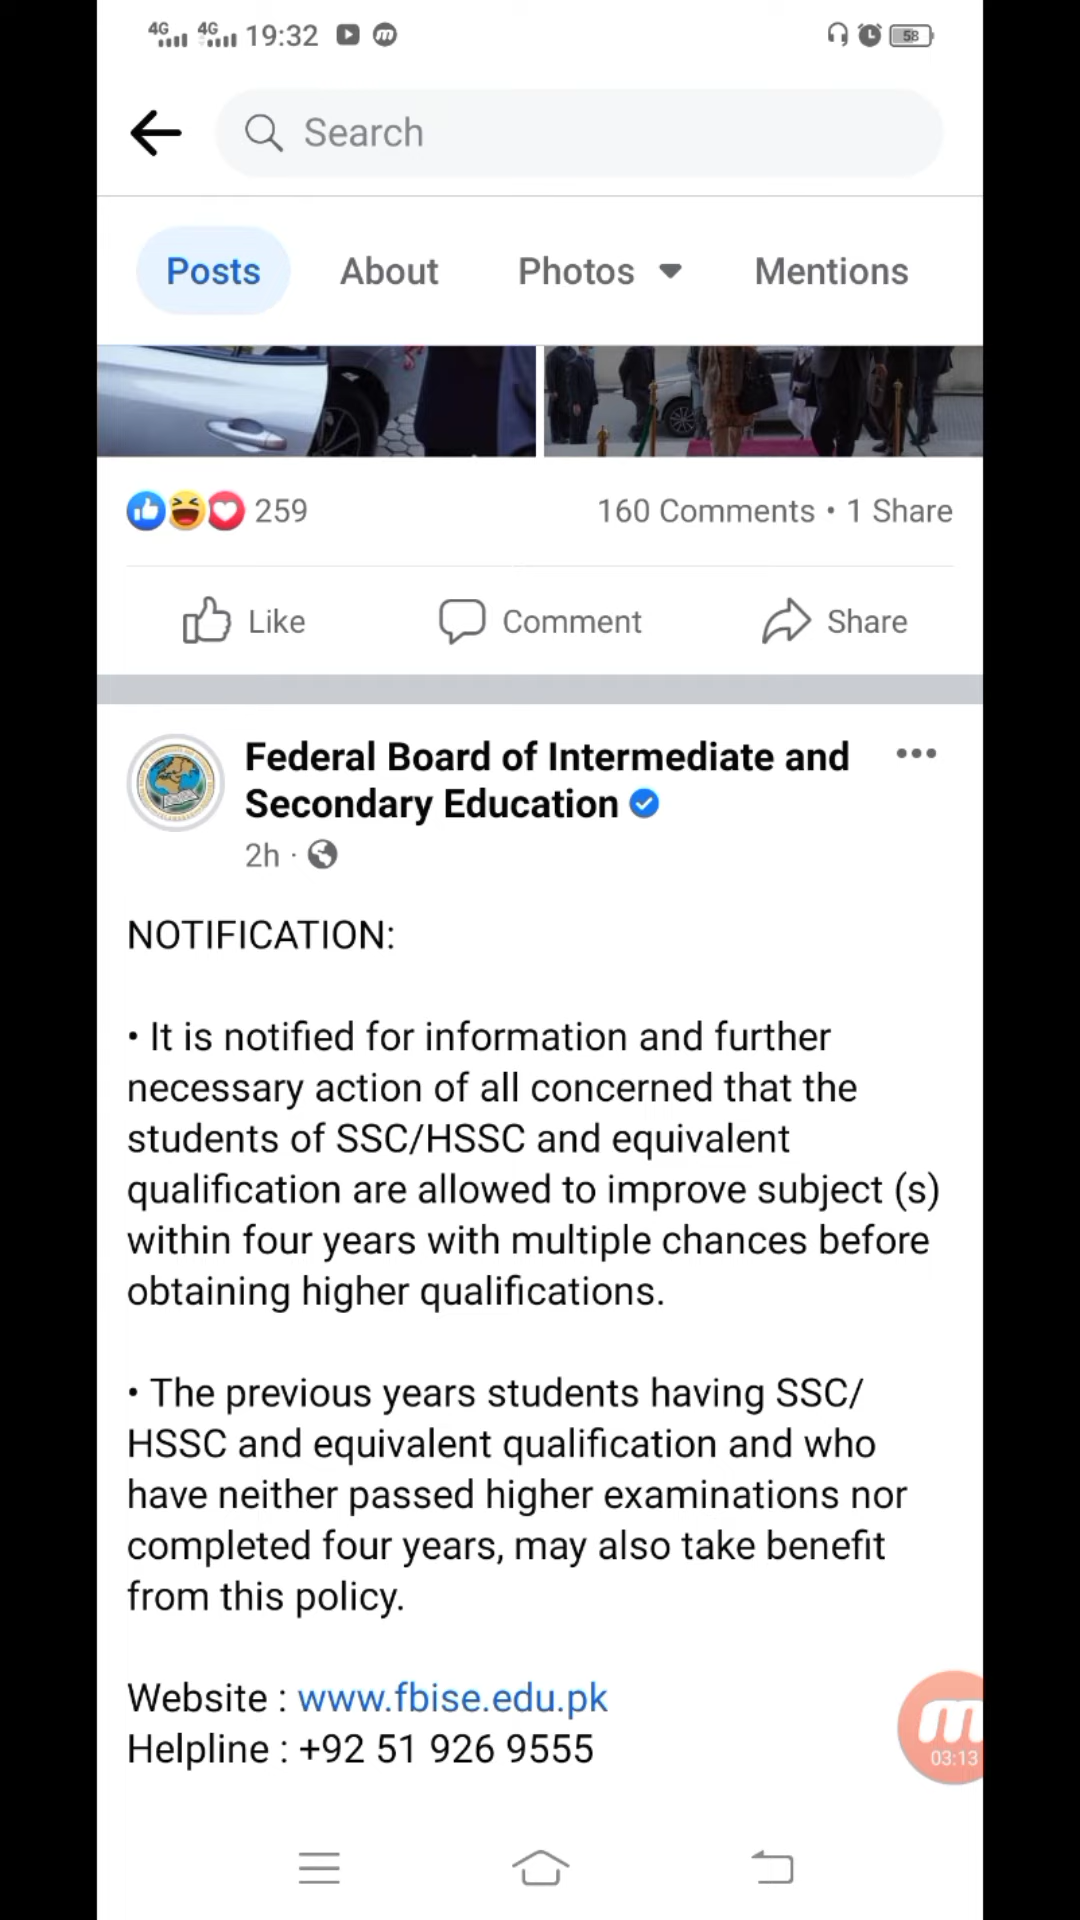 4G 4G 19:32 58
Search
Posts About Photos Mentions
259 160 Comments • 1 Share
Like Comment Share
Federal Board of Intermediate and
Secondary Education
2h ·
NOTIFICATION:
• It is notified for information and further
necessary action of all concerned that the
students of SSC/HSSC and equivalent
qualification are allowed to improve subject (s)
within four years with multiple chances before
obtaining higher qualifications.
• The previous years students having SSC/
HSSC and equivalent qualification and who
have neither passed higher examinations nor
completed four years, may also take benefit
from this policy.
Website : www.fbise.edu.pk
Helpline : +92 51 926 9555
03:13